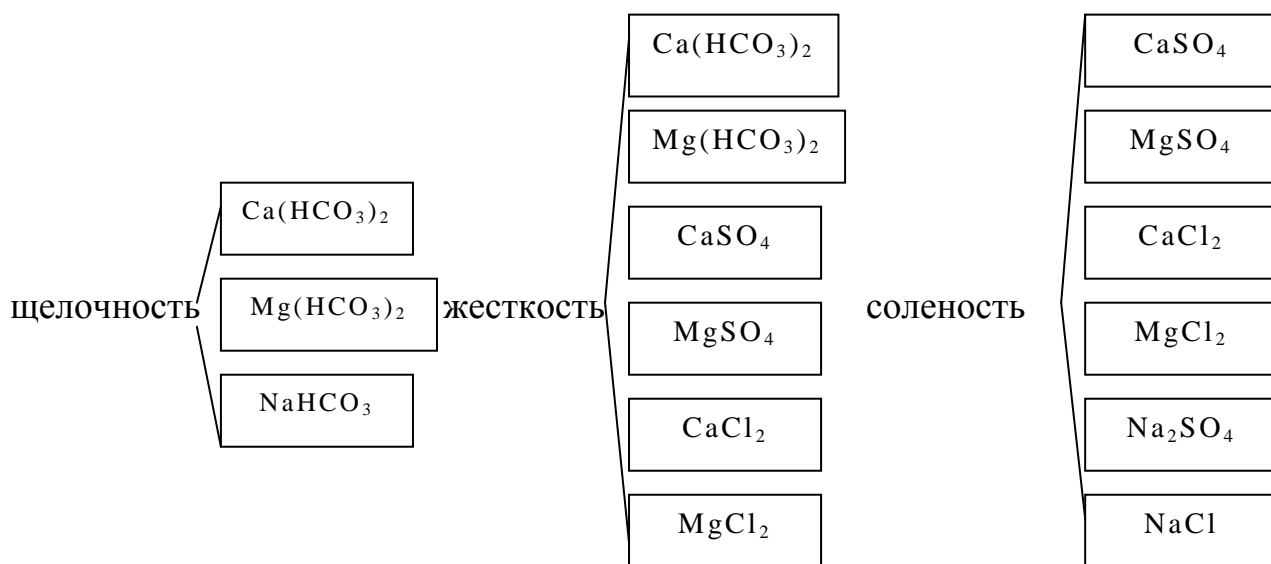 щелочность
Ca(HCO₃)₂
Mg(HCO₃)₂
NaHCO₃
жесткость
Ca(HCO₃)₂
Mg(HCO₃)₂
CaSO₄
MgSO₄
CaCl₂
MgCl₂
соленость
CaSO₄
MgSO₄
CaCl₂
MgCl₂
Na₂SO₄
NaCl